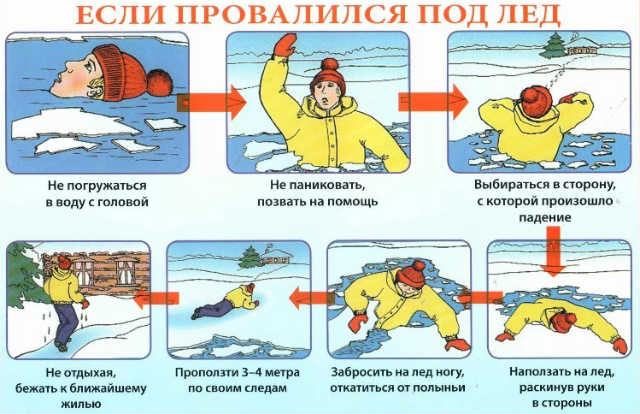 ЕСЛИ ПРОВАЛИЛСЯ ПОД ЛЕД
Не погружаться
в воду с головой
Не паниковать,
позвать на помощь
Выбираться в сторону,
с которой произошло
падение
Наползать на лед,
раскинув руки
в стороны
Забросить на лед ногу,
откатиться от полыньи
Проползти 3–4 метра
по своим следам
Не отдыхая,
бежать к ближайшему
жилью